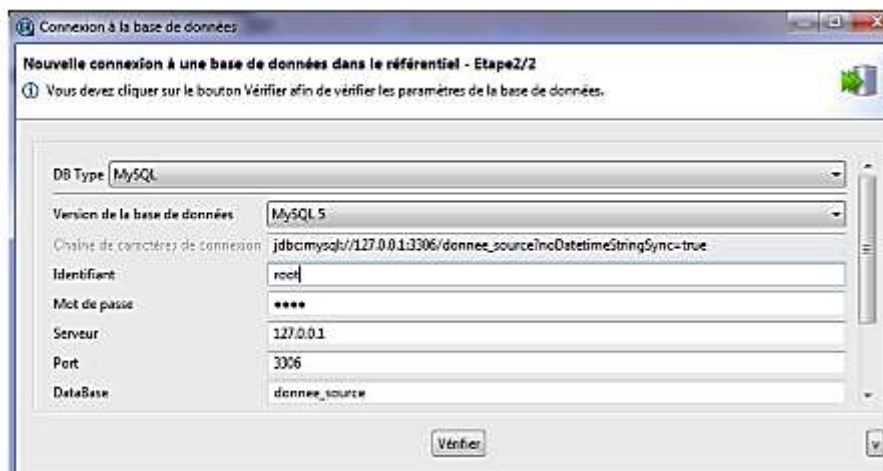 Connexion à la base de données
Nouvelle connexion à une base de données dans le référentiel - Etape2/2
Vous devez cliquer sur le bouton Vérifier afin de vérifier les paramètres de la base de données.
DB Type MySQL
Version de la base de données MySQL 5
Chaine de caractères de connexion jdbc:mysql://127.0.0.1:3306/donnee_source?noDatetimeStringSync=true
Identifiant root
Mot de passe ••••
Serveur 127.0.0.1
Port 3306
DataBase donnee_source
Vérifier